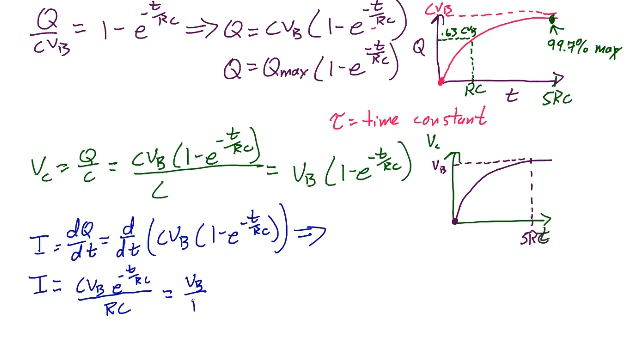 Q/CV_B = 1 - e^(-t/RC) ⟹ Q = CV_B (1 - e^(-t/RC))
Q = Q_max (1 - e^(-t/RC))
CV_B
.63 CV_B
Q
99.7% max
RC
t
5RC
τ = time constant
V_c = Q/C = CV_B (1 - e^(-t/RC)) / C = V_B (1 - e^(-t/RC))
V_c
V_B
5RC
t
I = dQ/dt = d/dt (CV_B (1 - e^(-t/RC))) ⟹
I = CV_B e^(-t/RC) / RC = V_B